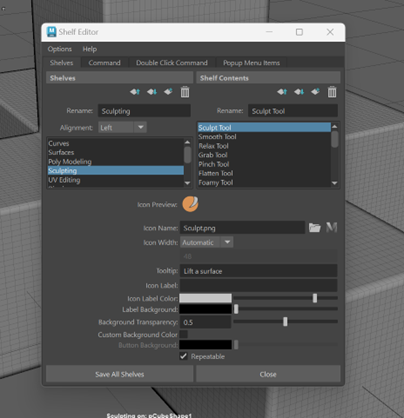 Shelf Editor
Options Help
Shelves Command Double Click Command Popup Menu Items
Shelves Shelf Contents
Rename: Sculpting Rename: Sculpt Tool
Alignment: Left
Curves
Surfaces
Poly Modeling
Sculpting
UV Editing
Sculpt Tool
Smooth Tool
Relax Tool
Grab Tool
Pinch Tool
Flatten Tool
Foamy Tool
Icon Preview:
Icon Name: Sculpt.png
Icon Width: Automatic
Tooltip: Lift a surface
Icon Label:
Icon Label Color:
Label Background:
Background Transparency: 0.5
Custom Background Color
Button Background:
Repeatable
Save All Shelves Close
Sculpting on: pCubeShape1